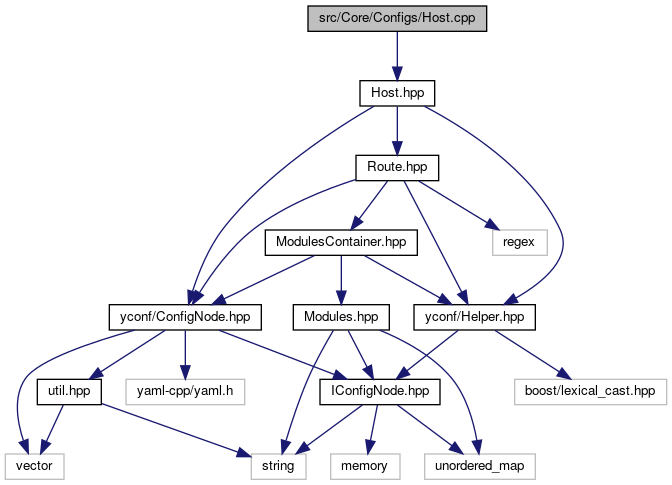 src/Core/Configs/Host.cpp
Host.hpp
Route.hpp
ModulesContainer.hpp
regex
yconf/ConfigNode.hpp
Modules.hpp
yconf/Helper.hpp
util.hpp
yaml-cpp/yaml.h
IConfigNode.hpp
boost/lexical_cast.hpp
vector
string
memory
unordered_map